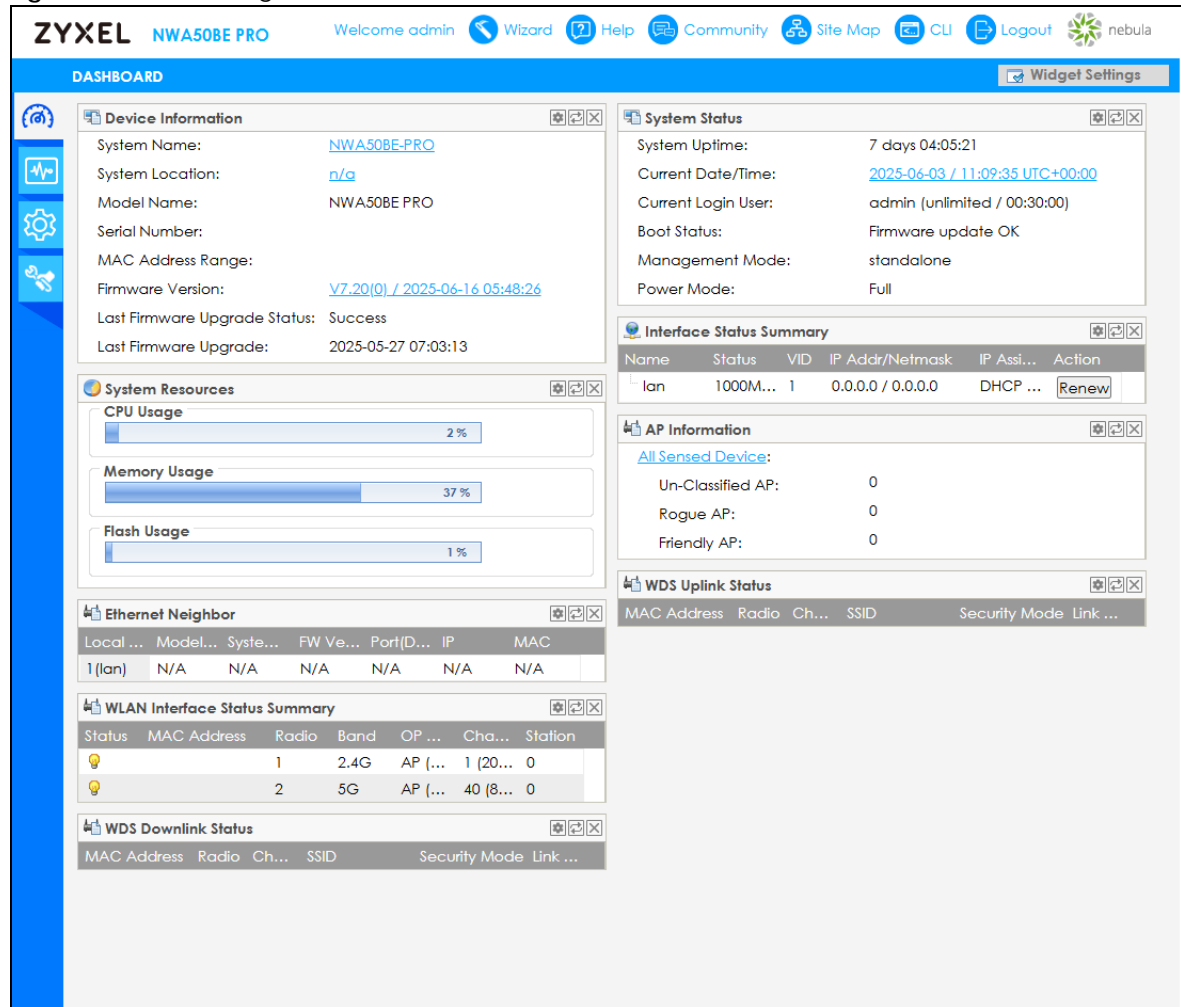 ZYXEL NWA50BE PRO Welcome admin Wizard Help Community Site Map CLI Logout nebula
DASHBOARD Widget Settings
Device Information
System Name: NWA50BE-PRO
System Location: n/a
Model Name: NWA50BE PRO
Serial Number:
MAC Address Range:
Firmware Version: V7.20(0) / 2025-06-16 05:48:26
Last Firmware Upgrade Status: Success
Last Firmware Upgrade: 2025-05-27 07:03:13
System Resources
CPU Usage
2 %
Memory Usage
37 %
Flash Usage
1 %
Ethernet Neighbor
Local ... Model... Syste... FW Ve... Port(D... IP MAC
1(lan) N/A N/A N/A N/A N/A N/A
WLAN Interface Status Summary
Status MAC Address Radio Band OP ... Cha... Station
1 2.4G AP (... 1 (20... 0
2 5G AP (... 40 (8... 0
WDS Downlink Status
MAC Address Radio Ch... SSID Security Mode Link ...
System Status
System Uptime: 7 days 04:05:21
Current Date/Time: 2025-06-03 / 11:09:35 UTC+00:00
Current Login User: admin (unlimited / 00:30:00)
Boot Status: Firmware update OK
Management Mode: standalone
Power Mode: Full
Interface Status Summary
Name Status VID IP Addr/Netmask IP Assi... Action
lan 1000M... 1 0.0.0.0 / 0.0.0.0 DHCP ... Renew
AP Information
All Sensed Device:
Un-Classified AP: 0
Rogue AP: 0
Friendly AP: 0
WDS Uplink Status
MAC Address Radio Ch... SSID Security Mode Link ...